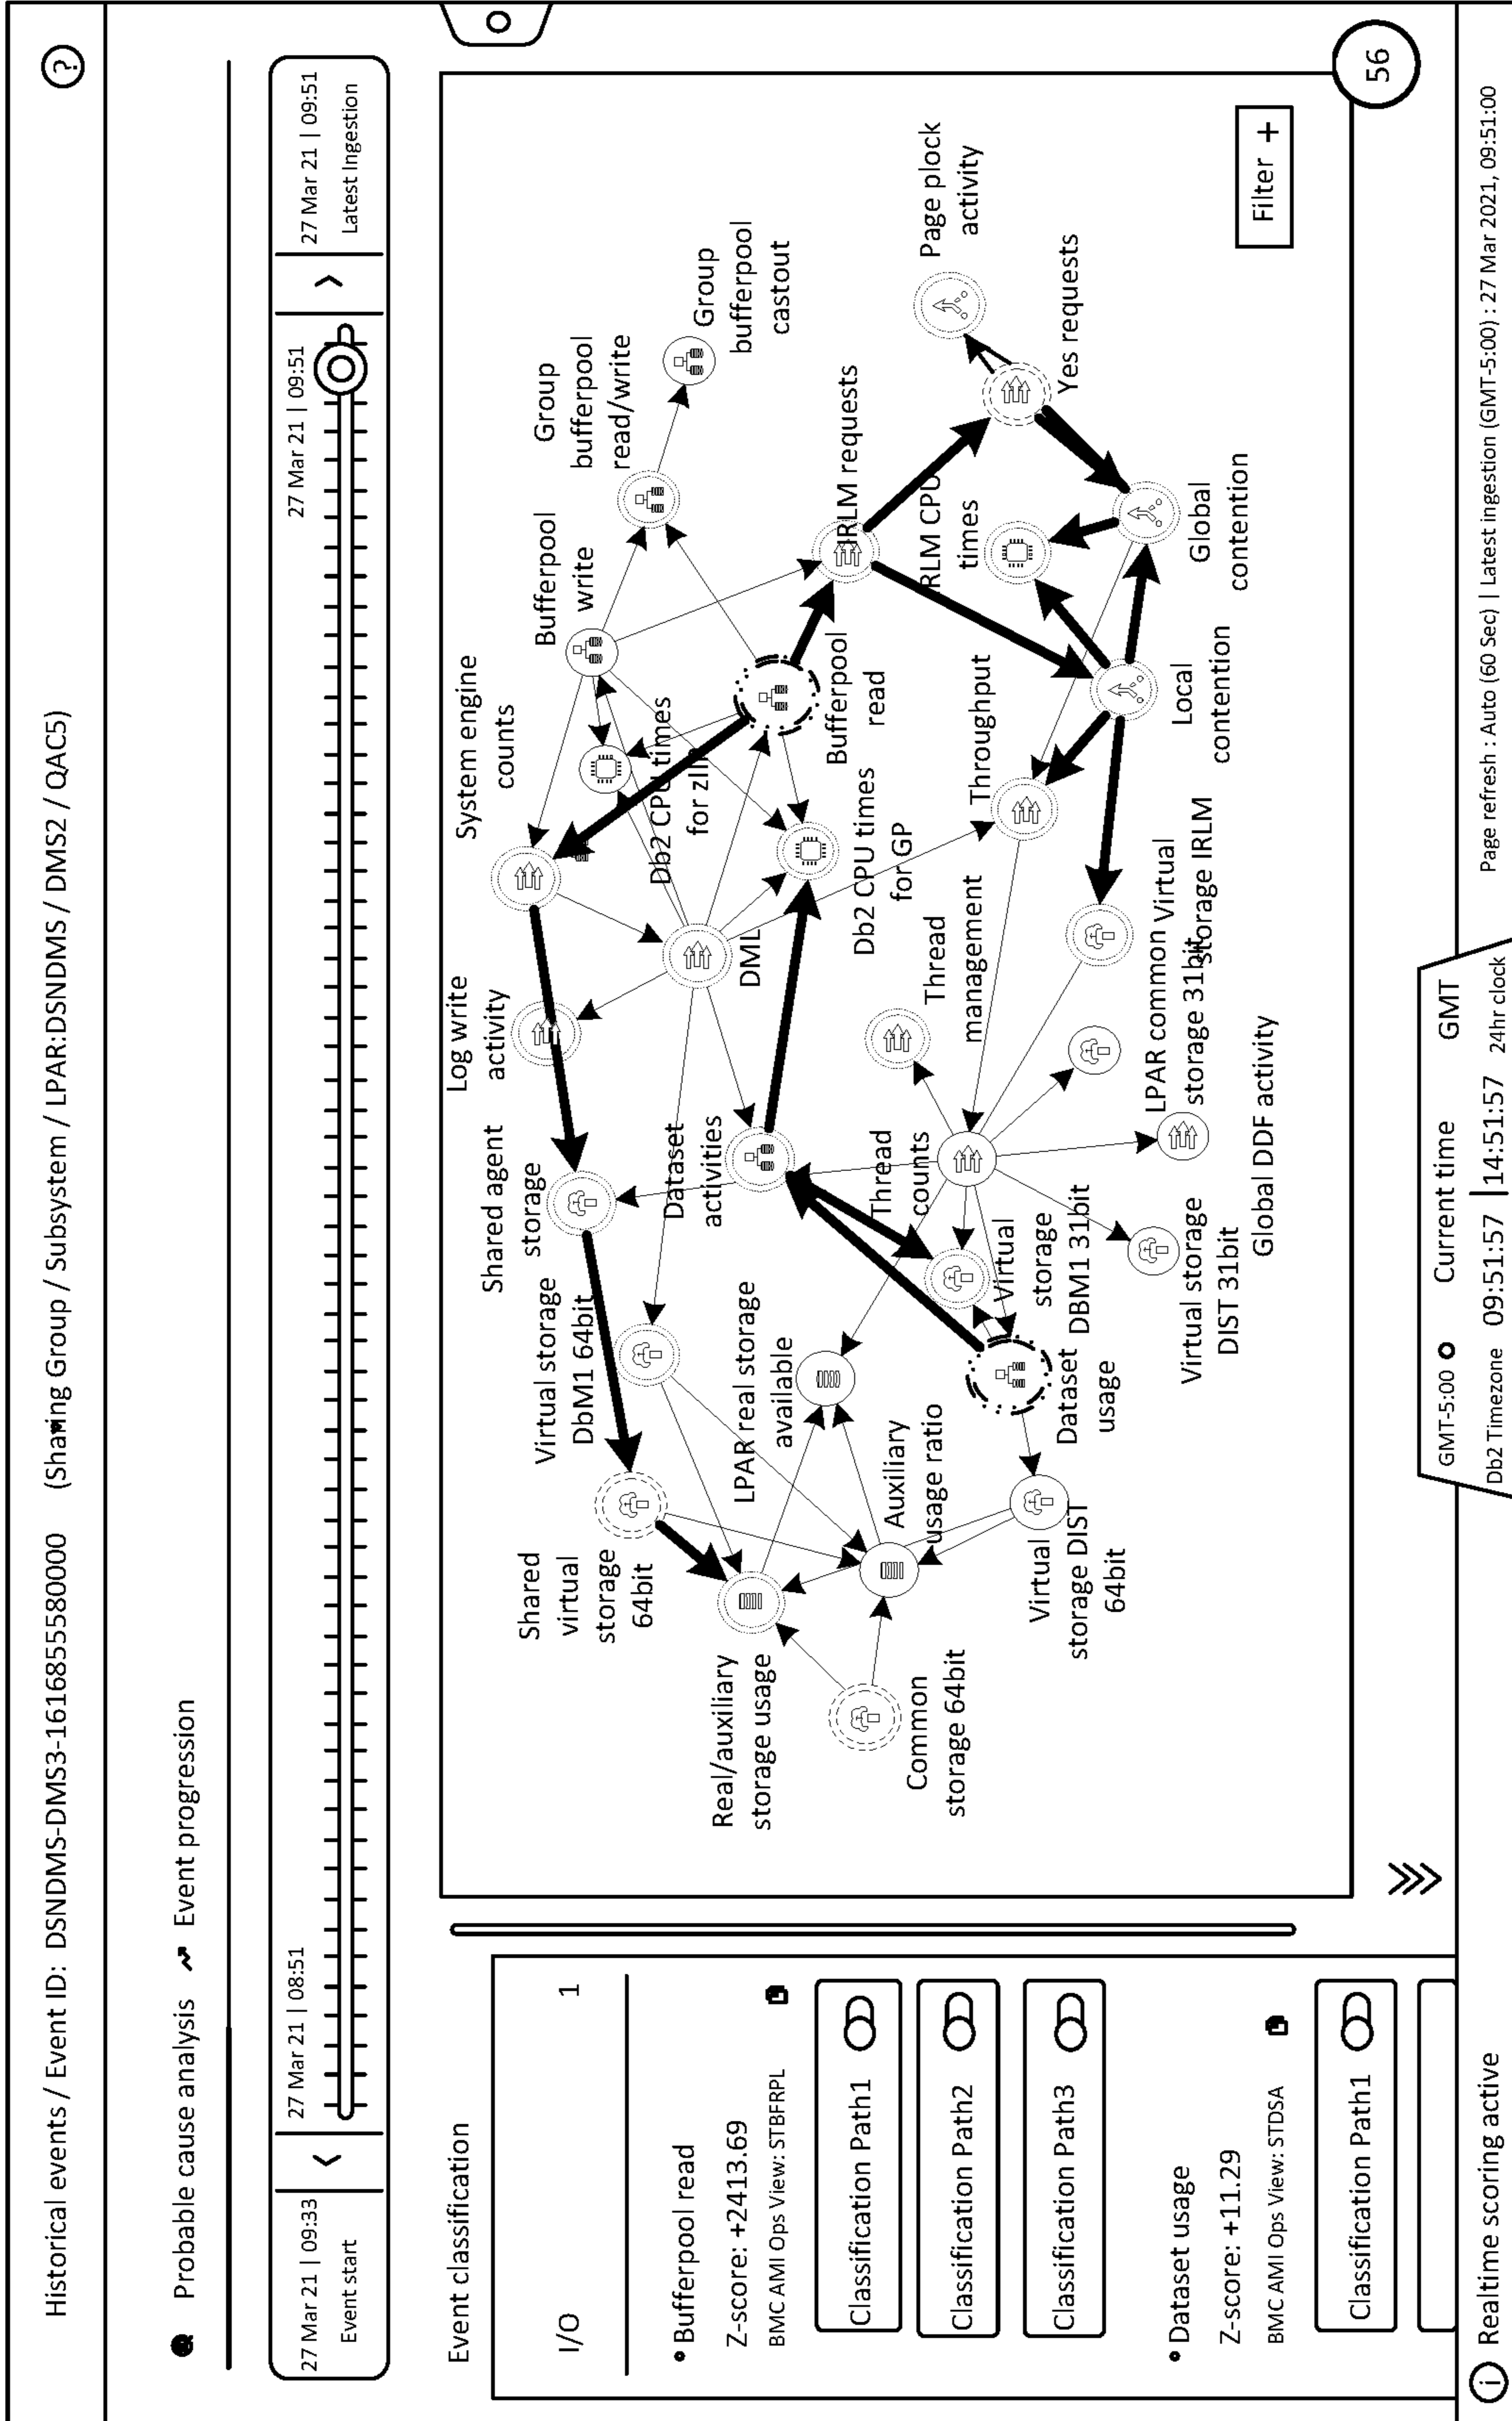 Historical events / Event ID: DSNDMS-DMS3-1616855580000 (Sharing Group / Subsystem / LPAR:DSNDMS / DMS2 / QAC5)
?
Probable cause analysis
Event progression
27 Mar 21 | 09:33
Event start
27 Mar 21 | 08:51
27 Mar 21 | 09:51
27 Mar 21 | 09:51
Latest Ingestion
Event classification
I/O 1
Bufferpool read
Z-score: +2413.69
BMC AMI Ops View: STBFRPL
Classification Path1
Classification Path2
Classification Path3
Dataset usage
Z-score: +11.29
BMC AMI Ops View: STDSA
Classification Path1
Shared
virtual
storage
64bit
Real/auxiliary
storage usage
Common
storage 64bit
Virtual storage
DbM1 64bit
LPAR real storage
available
Auxiliary
usage ratio
Virtual
storage DIST
64bit
Shared agent
storage
Dataset
activities
Thread
counts
Virtual
storage
DBM1 31bit
Dataset
usage
Virtual storage
DIST 31bit
Global DDF activity
Log write
activity
DML
Thread
management
LPAR common
storage 31bit
Virtual
storage IRLM
System engine
counts
Db2 CPU times
for zIIP
Db2 CPU times
for GP
Throughput
Bufferpool
write
Bufferpool
read
Local
contention
Group
bufferpool
read/write
IRLM requests
IRLM CPU
times
Global
contention
Group
bufferpool
castout
Yes requests
Page plock
activity
Filter +
56
GMT-5:00 Current time GMT
Db2 Timezone 09:51:57 | 14:51:57 24hr clock
Realtime scoring active
Page refresh : Auto (60 Sec) | Latest ingestion (GMT-5:00) : 27 Mar 2021, 09:51:00